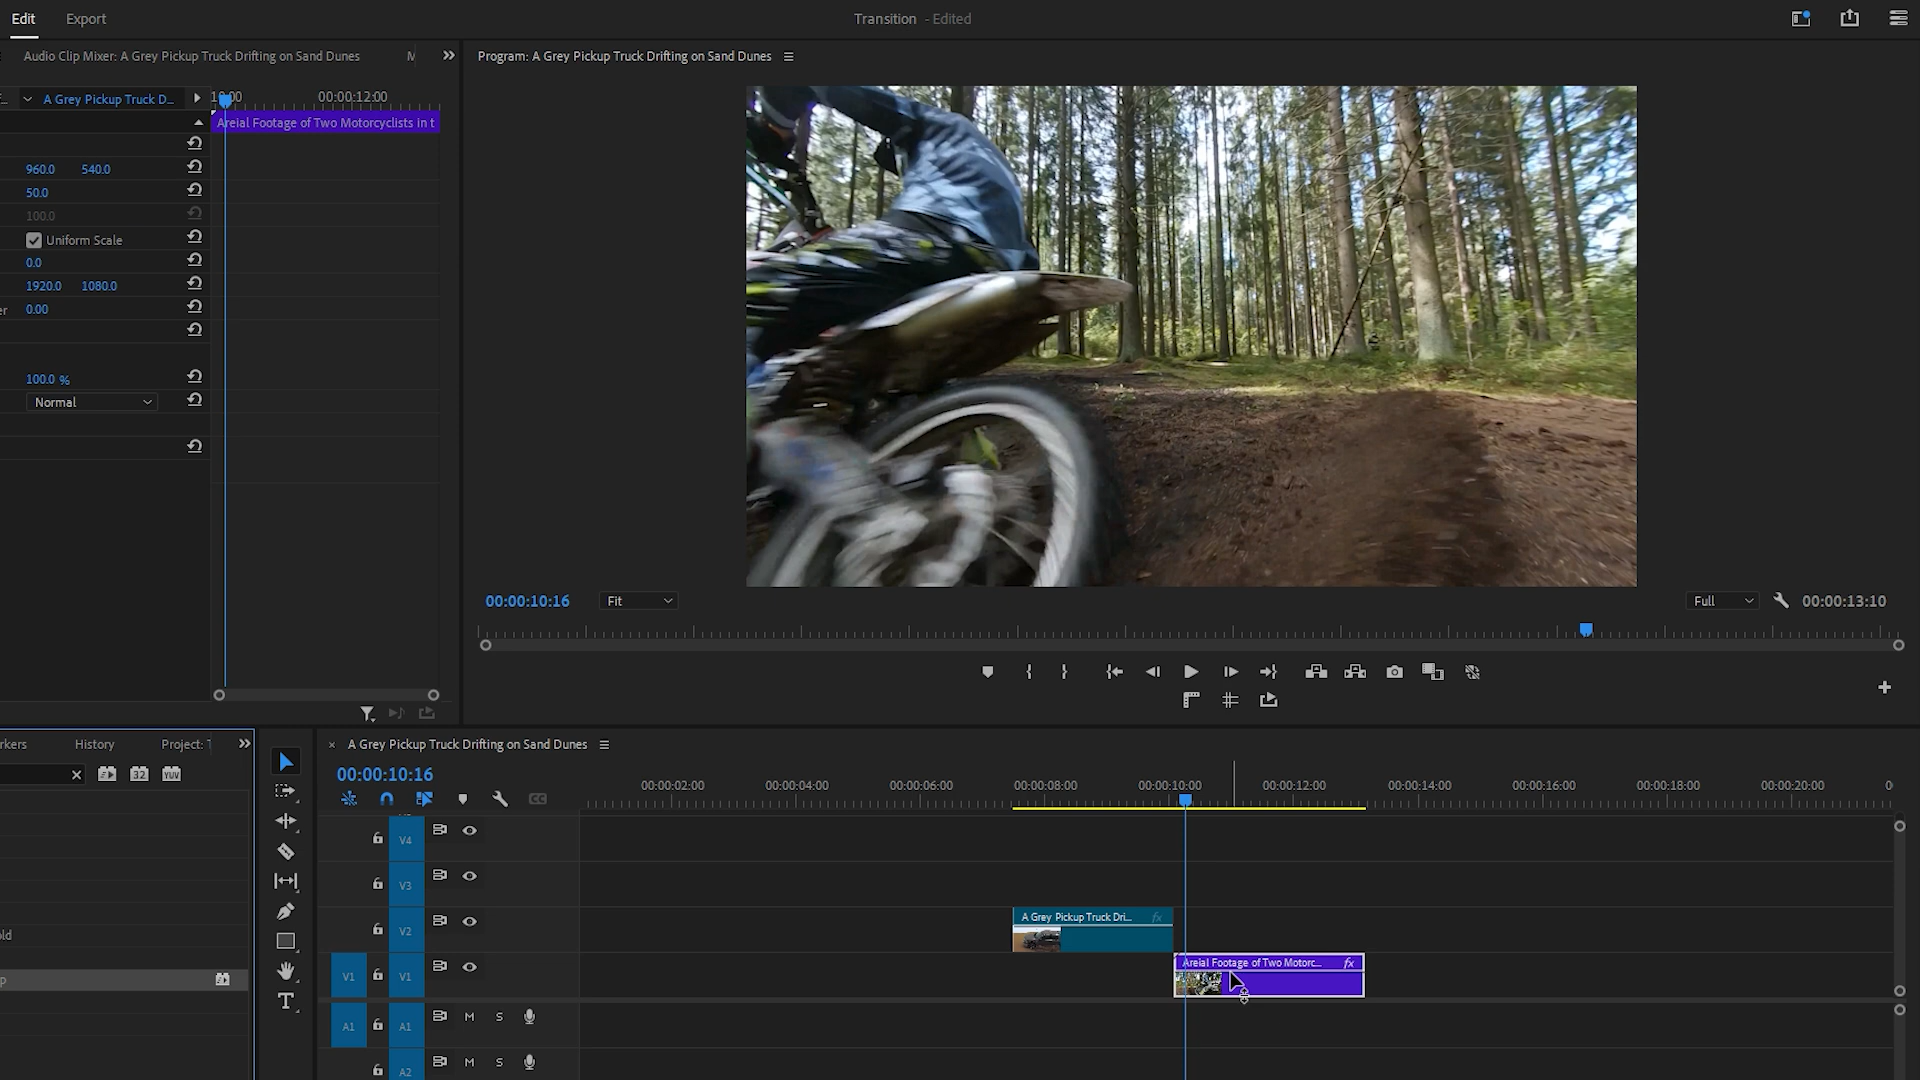 Edit
Export
Transition - Edited
Audio Clip Mixer: A Grey Pickup Truck Drifting on Sand Dunes
Program: A Grey Pickup Truck Drifting on Sand Dunes
A Grey Pickup Truck D...
00:00:12:00
Areial Footage of Two Motorcyclists in t
960.0 540.0
50.0
100.0
Uniform Scale
0.0
1920.0 1080.0
0.00
100.0 %
Normal
00:00:10:16
Fit
Full
00:00:13:10
History
Project:
32
YUV
× A Grey Pickup Truck Drifting on Sand Dunes
00:00:10:16
00:00:02:00 00:00:04:00 00:00:06:00 00:00:08:00 00:00:10:00 00:00:12:00 00:00:14:00 00:00:16:00 00:00:18:00 00:00:20:00
CC
V4
V3
V2
A Grey Pickup Truck Dri... fx
V1 V1
Areial Footage of Two Motorc... fx
A1 A1 M S
A2 M S